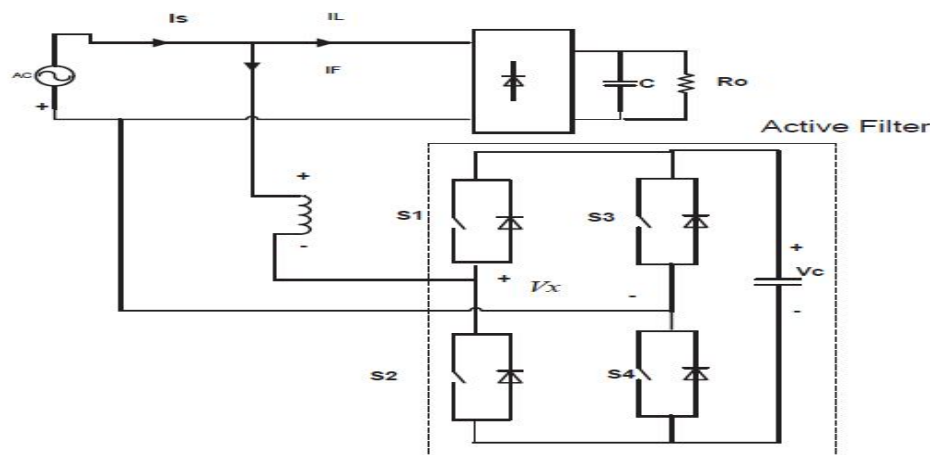 Is
IL
AC
IF
+
C
Ro
Active Filter
+
-
S1
S3
+
Vx
-
+
Vc
-
S2
S4